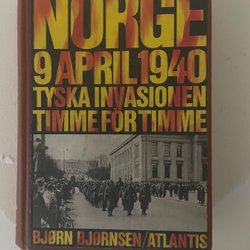 NORGE
9 APRIL 1940
TYSKA INVASIONEN
TIMME FÖR TIMME
BJØRN BJØRNSEN/ATLANTIS